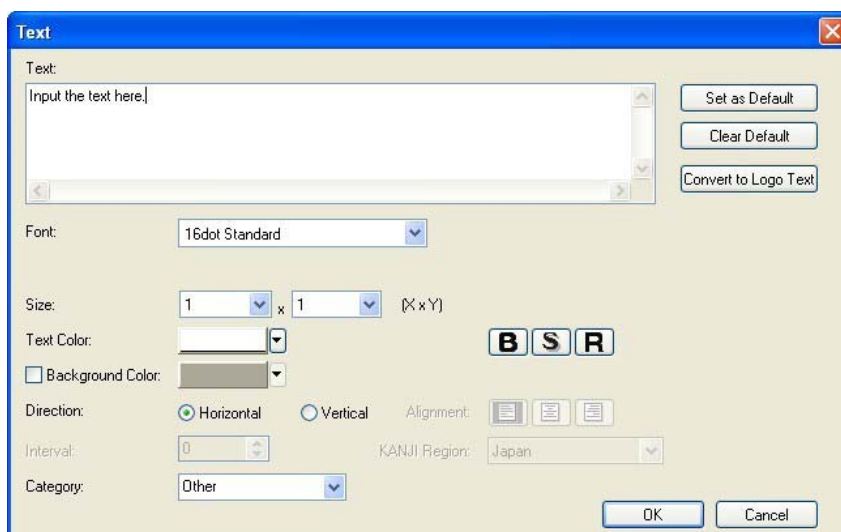 Text
Text:
Input the text here.
Set as Default
Clear Default
Convert to Logo Text
Font: 16dot Standard
Size: 1 x 1 (X x Y)
Text Color: B S R
Background Color:
Direction: Horizontal Vertical Alignment:
Interval: 0 KANJI Region: Japan
Category: Other
OK Cancel